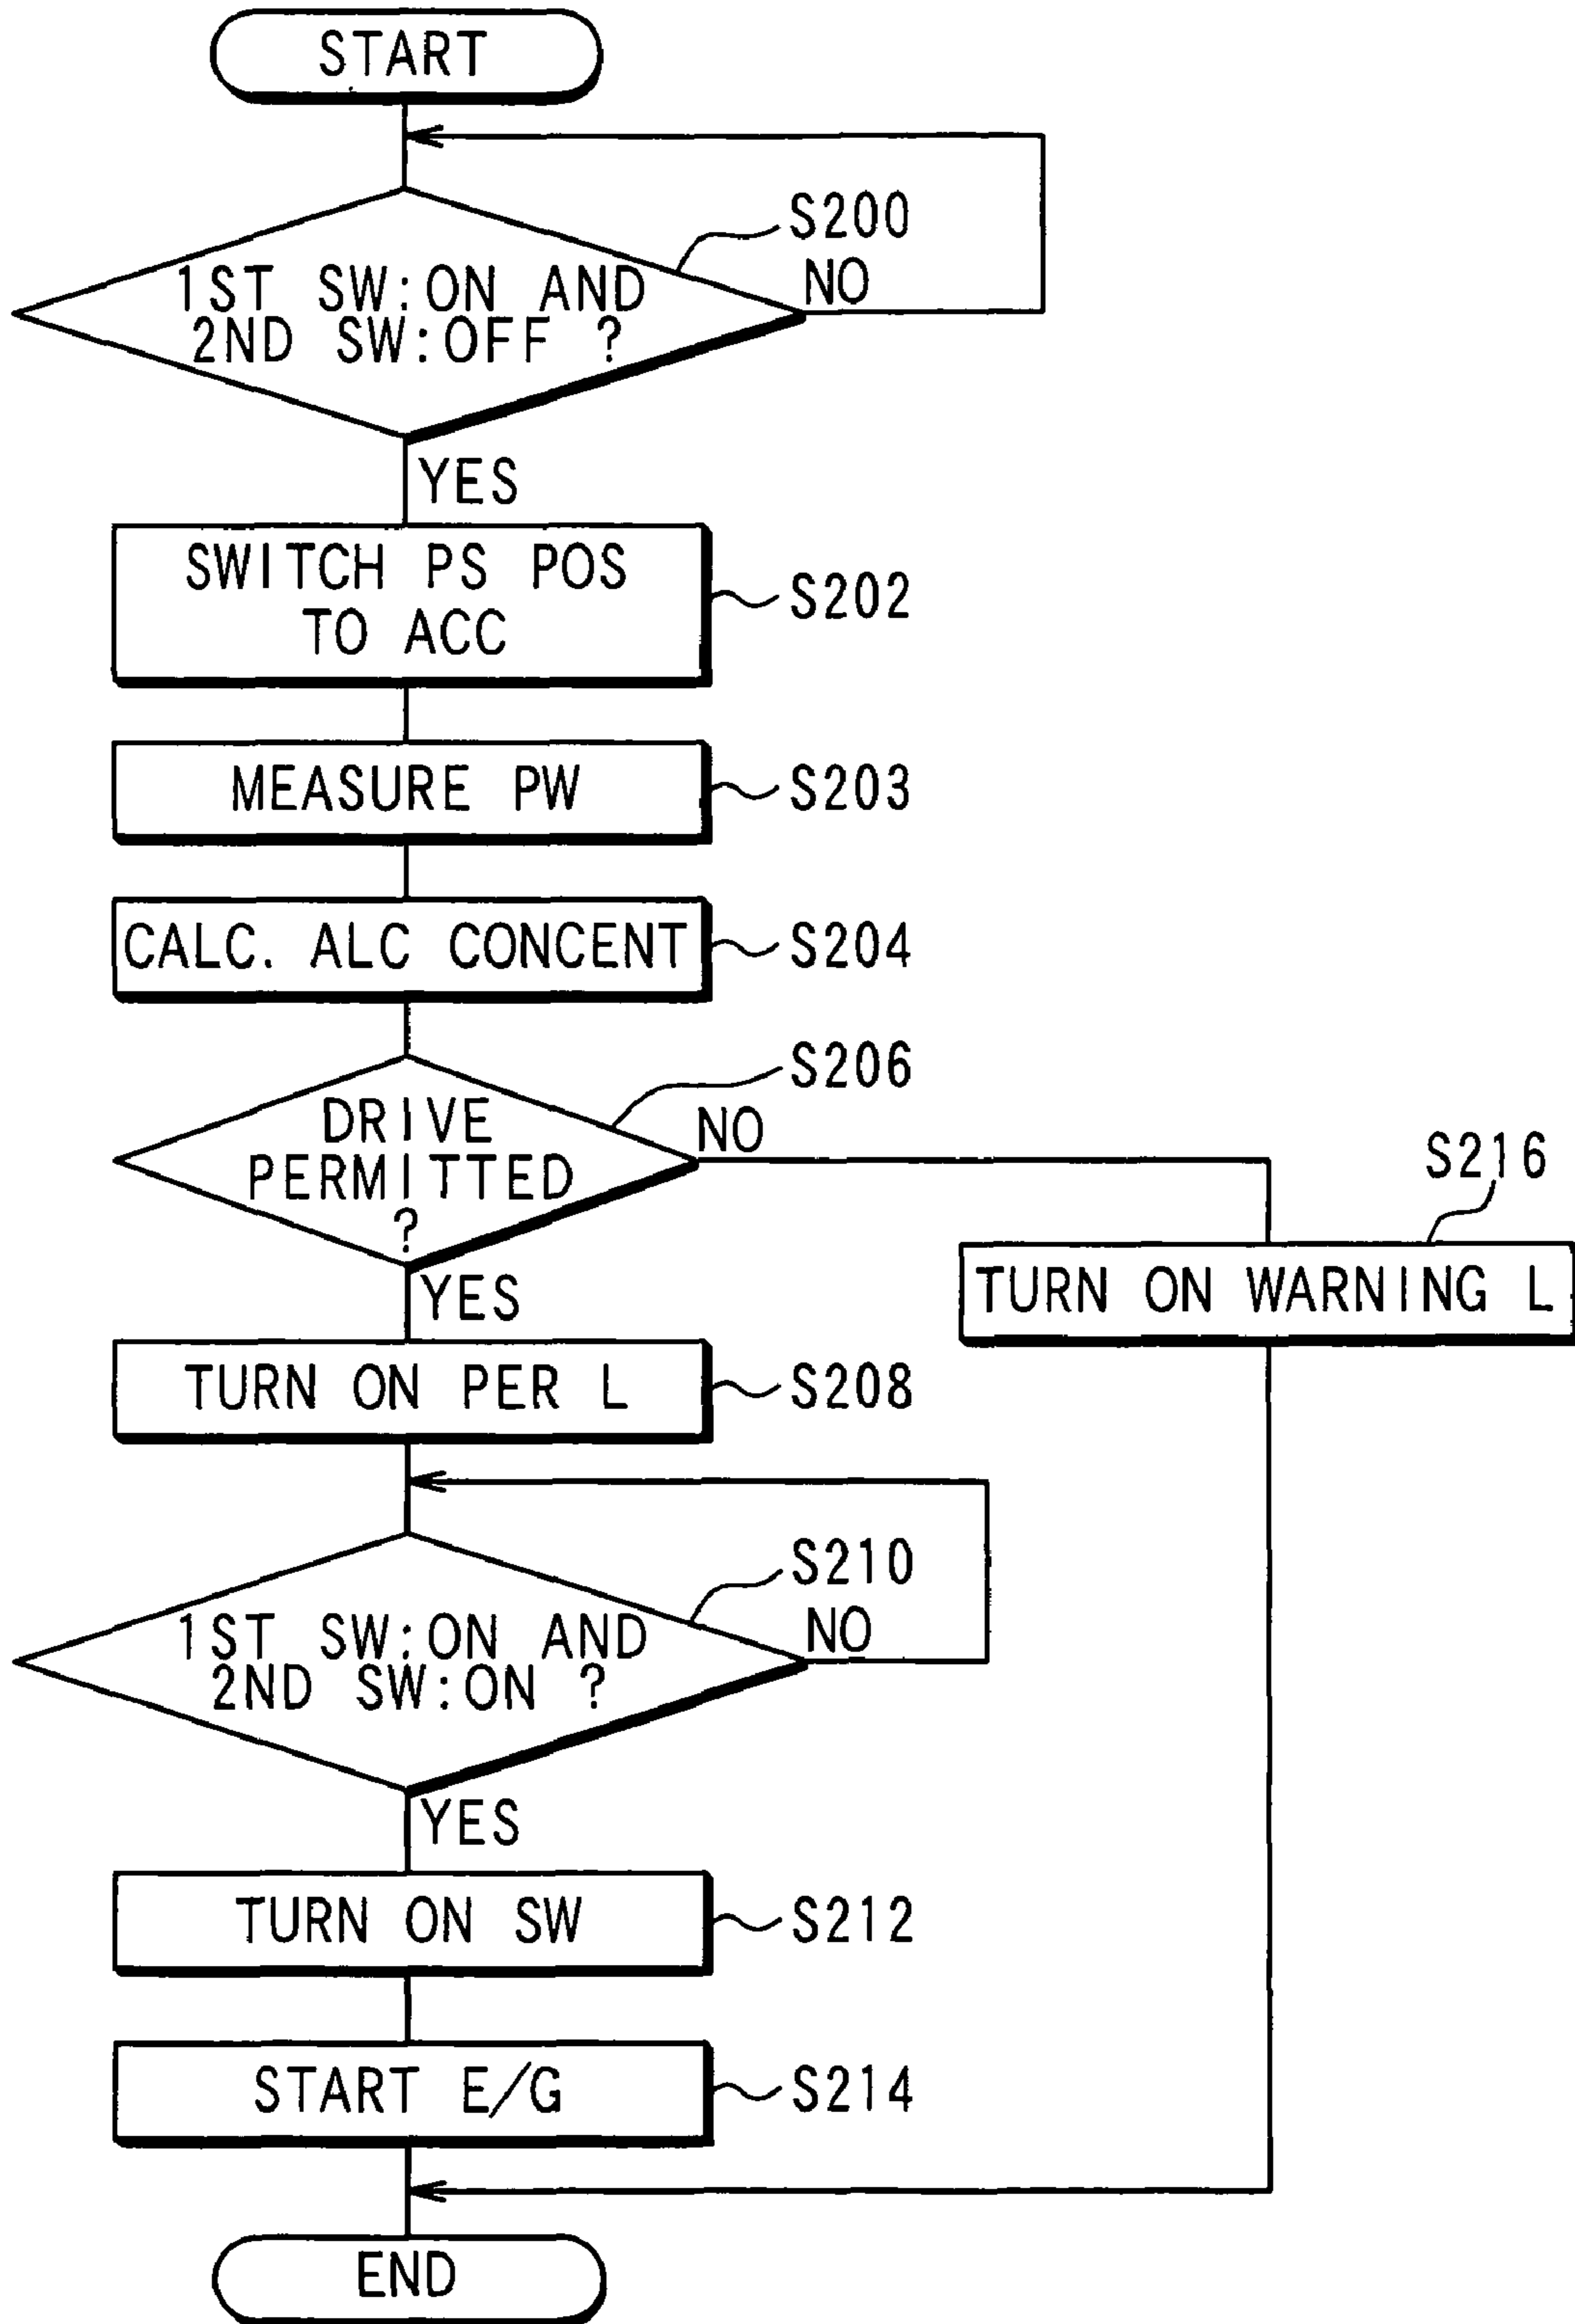 START
S200
1ST SW:ON AND
2ND SW:OFF ?
NO
YES
SWITCH PS POS
TO ACC
S202
MEASURE PW
S203
CALC. ALC CONCENT
S204
S206
DRIVE
PERMITTED
?
NO
YES
S216
TURN ON WARNING L
TURN ON PER L
S208
S210
1ST SW:ON AND
2ND SW:ON ?
NO
YES
TURN ON SW
S212
START E/G
S214
END